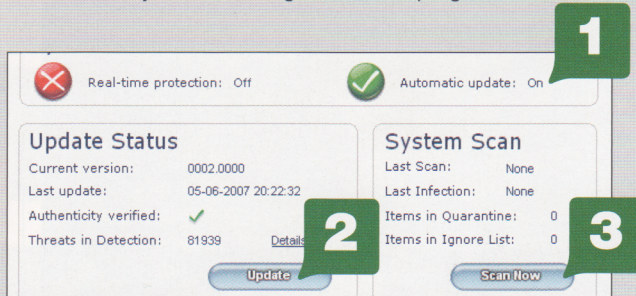 1
Real-time protection: Off
Automatic update: On
Update Status
Current version: 0002.0000
Last update: 05-06-2007 20:22:32
Authenticity verified:
Threats in Detection: 81939 Details
Update
2
System Scan
Last Scan: None
Last Infection: None
Items in Quarantine: 0
Items in Ignore List: 0
Scan Now
3